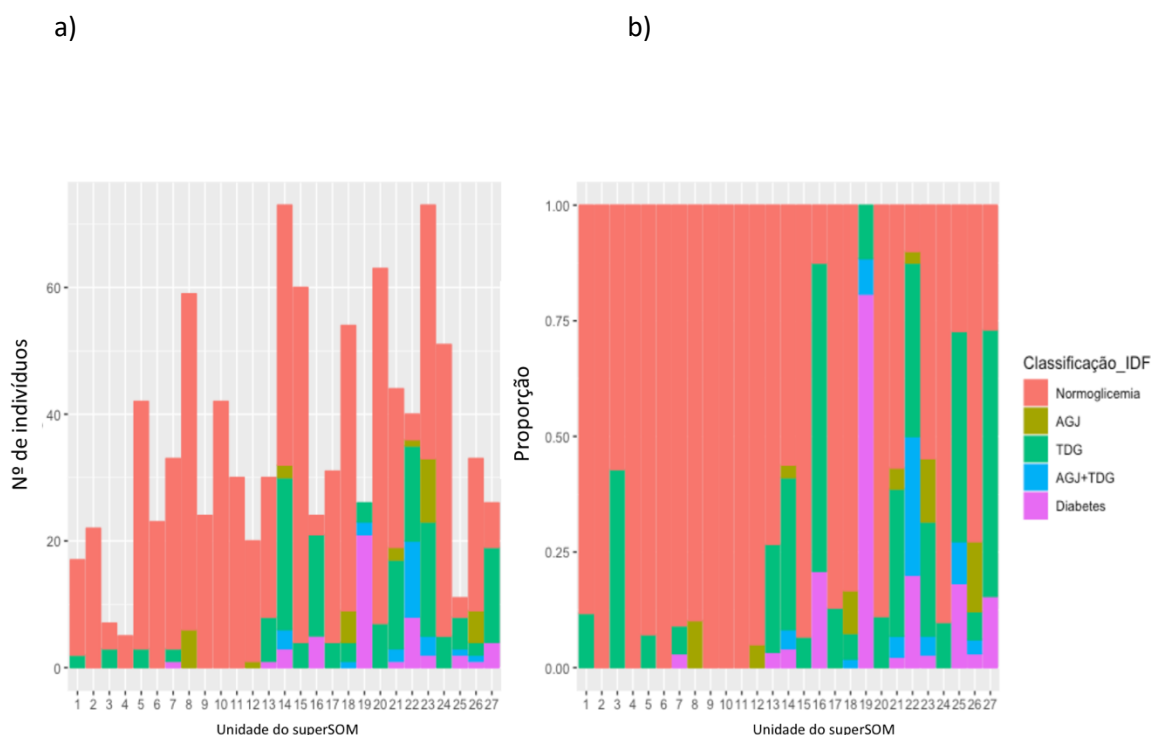 a)
b)
Nº de indivíduos
60
40
20
0
1 2 3 4 5 6 7 8 9 10 11 12 13 14 15 16 17 18 19 20 21 22 23 24 25 26 27
Unidade do superSOM
Proporção
1.00
0.75
0.50
0.25
0.00
1 2 3 4 5 6 7 8 9 10 11 12 13 14 15 16 17 18 19 20 21 22 23 24 25 26 27
Unidade do superSOM
Classificação_IDF
Normoglicemia
AGJ
TDG
AGJ+TDG
Diabetes